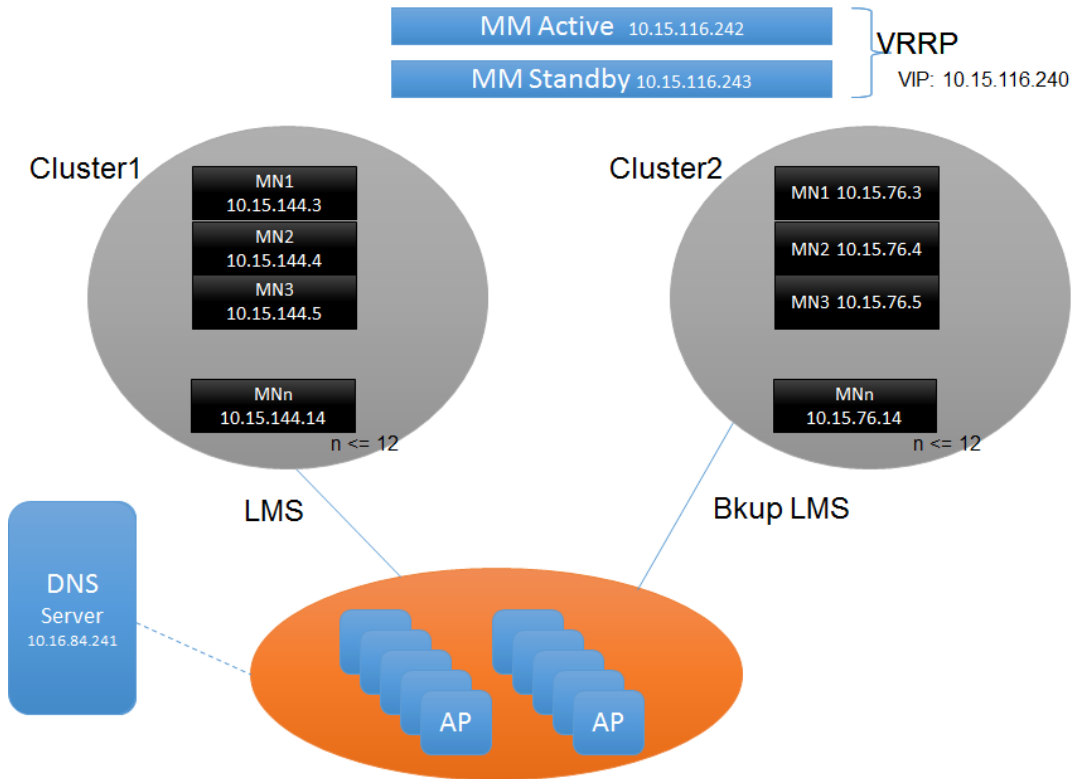 MM Active 10.15.116.242
MM Standby 10.15.116.243
VRRP
VIP: 10.15.116.240
Cluster1
MN1
10.15.144.3
MN2
10.15.144.4
MN3
10.15.144.5
MNn
10.15.144.14
n <= 12
Cluster2
MN1 10.15.76.3
MN2 10.15.76.4
MN3 10.15.76.5
MNn
10.15.76.14
n <= 12
LMS
Bkup LMS
DNS
Server
10.16.84.241
AP
AP